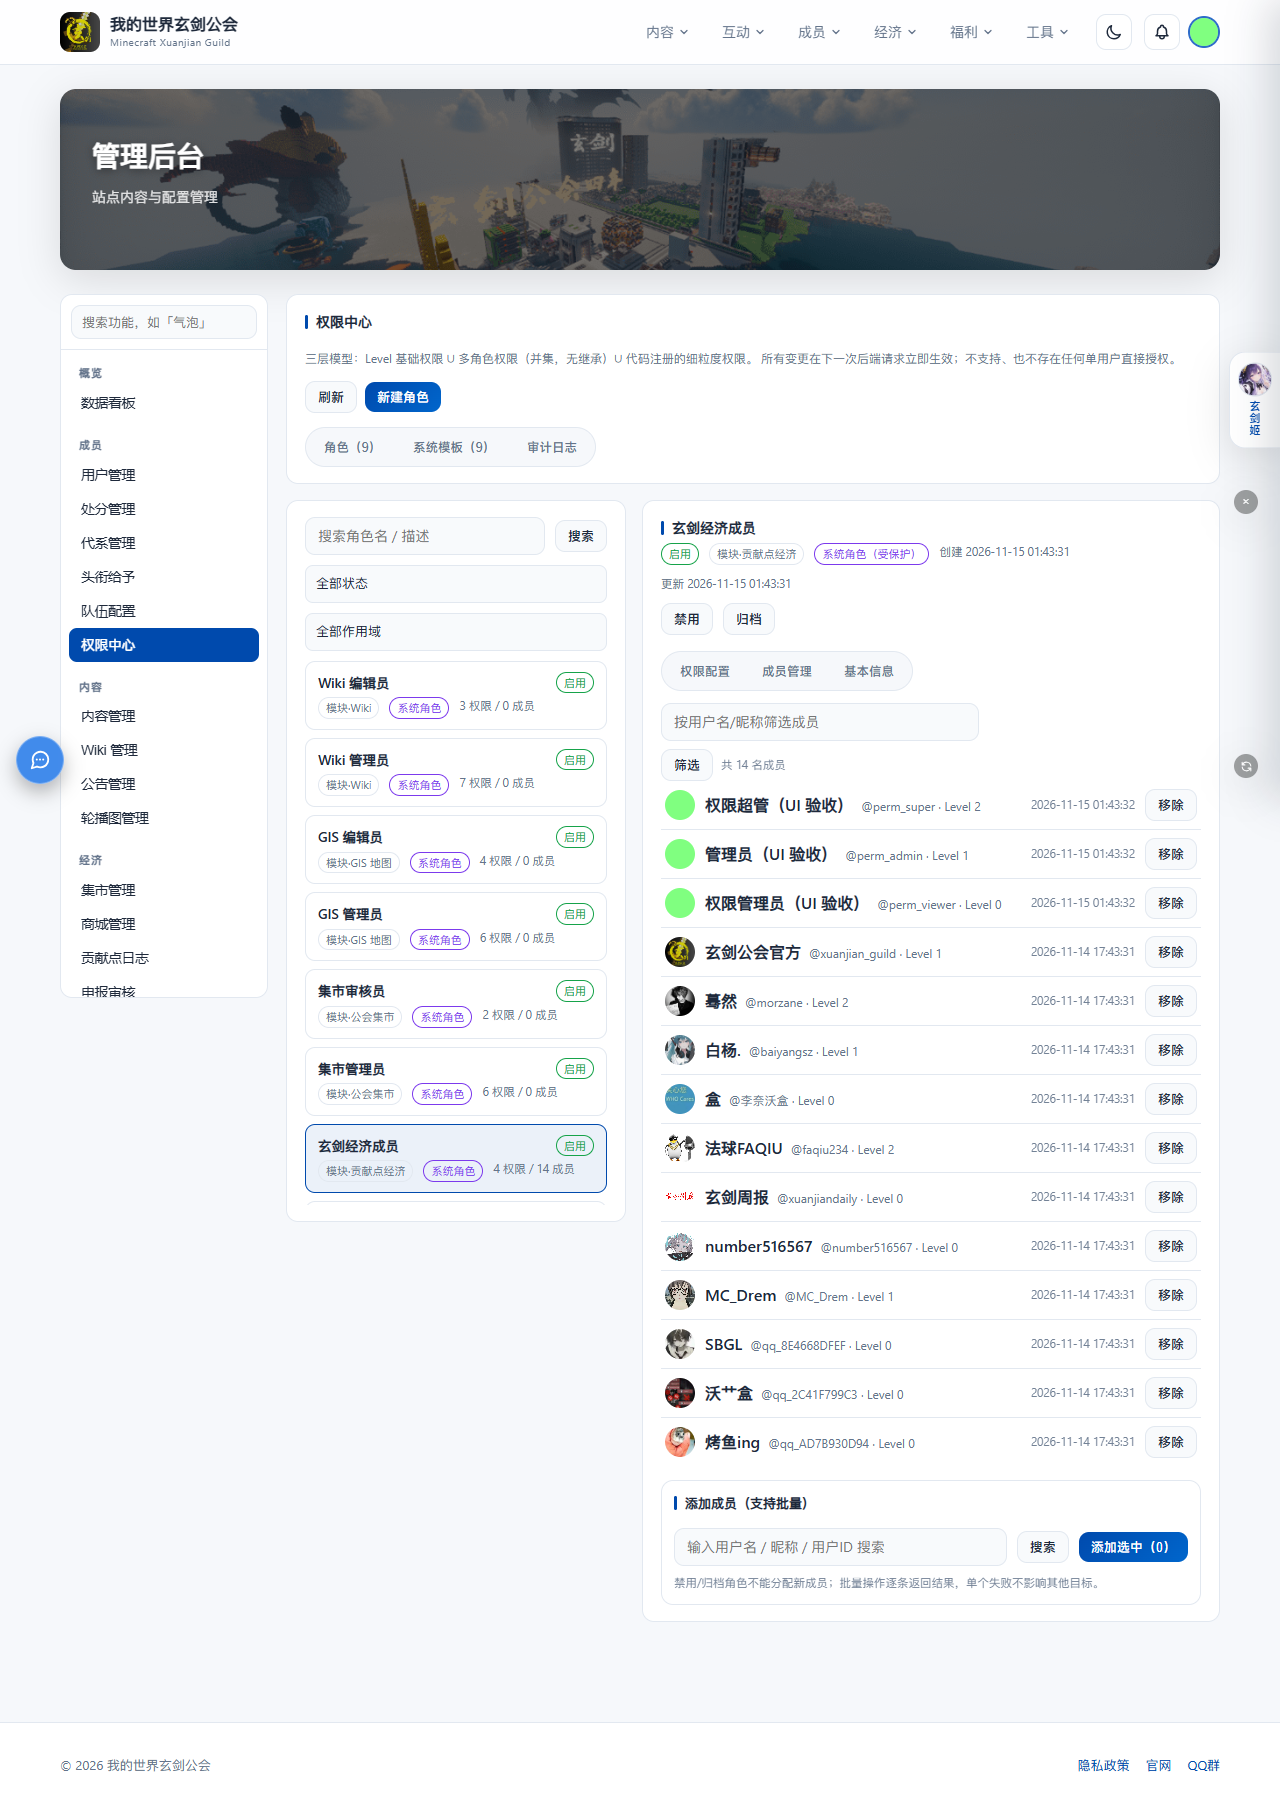 我的世界玄剑公会
Minecraft Xuanjian Guild
内容
互动
成员
经济
福利
工具
管理后台
站点内容与配置管理
玄剑
玄剑公会四年
搜索功能，如「气泡」
概览
数据看板
成员
用户管理
处分管理
代系管理
头衔给予
队伍配置
权限中心
内容
内容管理
Wiki 管理
公告管理
轮播图管理
经济
集市管理
商城管理
贡献点日志
申报审核
权限中心
三层模型：Level 基础权限 ∪ 多角色权限（并集，无继承）∪ 代码注册的细粒度权限。 所有变更在下一次后端请求立即生效；不支持、也不存在任何单用户直接授权。
刷新
新建角色
角色（9）
系统模板（9）
审计日志
搜索角色名 / 描述
搜索
全部状态
全部作用域
Wiki 编辑员
启用
模块·Wiki
系统角色
3 权限 / 0 成员
Wiki 管理员
启用
模块·Wiki
系统角色
7 权限 / 0 成员
GIS 编辑员
启用
模块·GIS 地图
系统角色
4 权限 / 0 成员
GIS 管理员
启用
模块·GIS 地图
系统角色
6 权限 / 0 成员
集市审核员
启用
模块·公会集市
系统角色
2 权限 / 0 成员
集市管理员
启用
模块·公会集市
系统角色
6 权限 / 0 成员
玄剑经济成员
启用
模块·贡献点经济
系统角色
4 权限 / 14 成员
玄剑经济成员
启用
模块·贡献点经济
系统角色（受保护）
创建 2026-11-15 01:43:31
更新 2026-11-15 01:43:31
禁用
归档
权限配置
成员管理
基本信息
按用户名/昵称筛选成员
筛选
共 14 名成员
权限超管（UI 验收） @perm_super · Level 2 2026-11-15 01:43:32 移除
管理员（UI 验收） @perm_admin · Level 1 2026-11-15 01:43:32 移除
权限管理员（UI 验收） @perm_viewer · Level 0 2026-11-15 01:43:32 移除
玄剑公会官方 @xuanjian_guild · Level 1 2026-11-14 17:43:31 移除
蓦然 @morzane · Level 2 2026-11-14 17:43:31 移除
白杨. @baiyangsz · Level 1 2026-11-14 17:43:31 移除
盒 @李奈沃盒 · Level 0 2026-11-14 17:43:31 移除
法球FAQIU @faqiu234 · Level 2 2026-11-14 17:43:31 移除
玄剑周报 @xuanjiandaily · Level 0 2026-11-14 17:43:31 移除
number516567 @number516567 · Level 0 2026-11-14 17:43:31 移除
MC_Drem @MC_Drem · Level 1 2026-11-14 17:43:31 移除
SBGL @qq_8E4668DFEF · Level 0 2026-11-14 17:43:31 移除
沃艹盒 @qq_2C41F799C3 · Level 0 2026-11-14 17:43:31 移除
烤鱼ing @qq_AD7B930D94 · Level 0 2026-11-14 17:43:31 移除
添加成员（支持批量）
输入用户名 / 昵称 / 用户ID 搜索
搜索
添加选中（0）
禁用/归档角色不能分配新成员；批量操作逐条返回结果，单个失败不影响其他目标。
玄剑姬
© 2026 我的世界玄剑公会
隐私政策
官网
QQ群